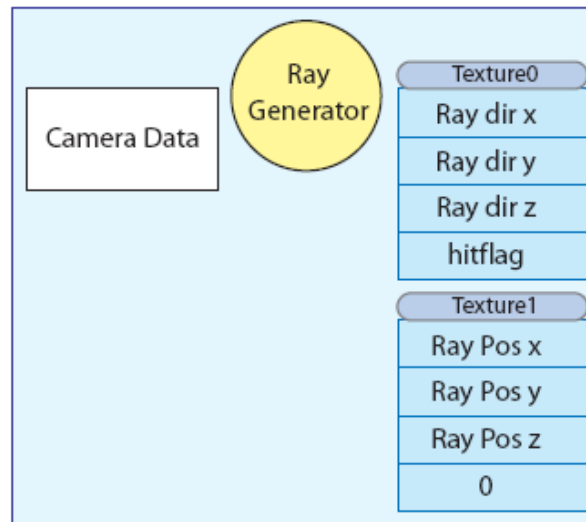 Camera Data
Ray
Generator
Texture0
Ray dir x
Ray dir y
Ray dir z
hitflag
Texture1
Ray Pos x
Ray Pos y
Ray Pos z
0